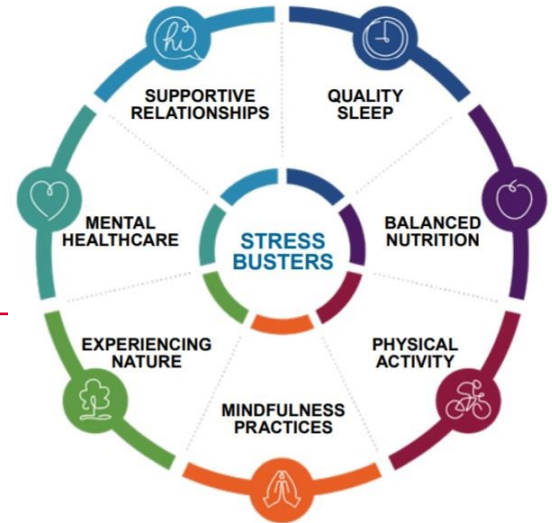 hi
SUPPORTIVE
RELATIONSHIPS
QUALITY
SLEEP
MENTAL
HEALTHCARE
STRESS
BUSTERS
BALANCED
NUTRITION
EXPERIENCING
NATURE
PHYSICAL
ACTIVITY
MINDFULNESS
PRACTICES